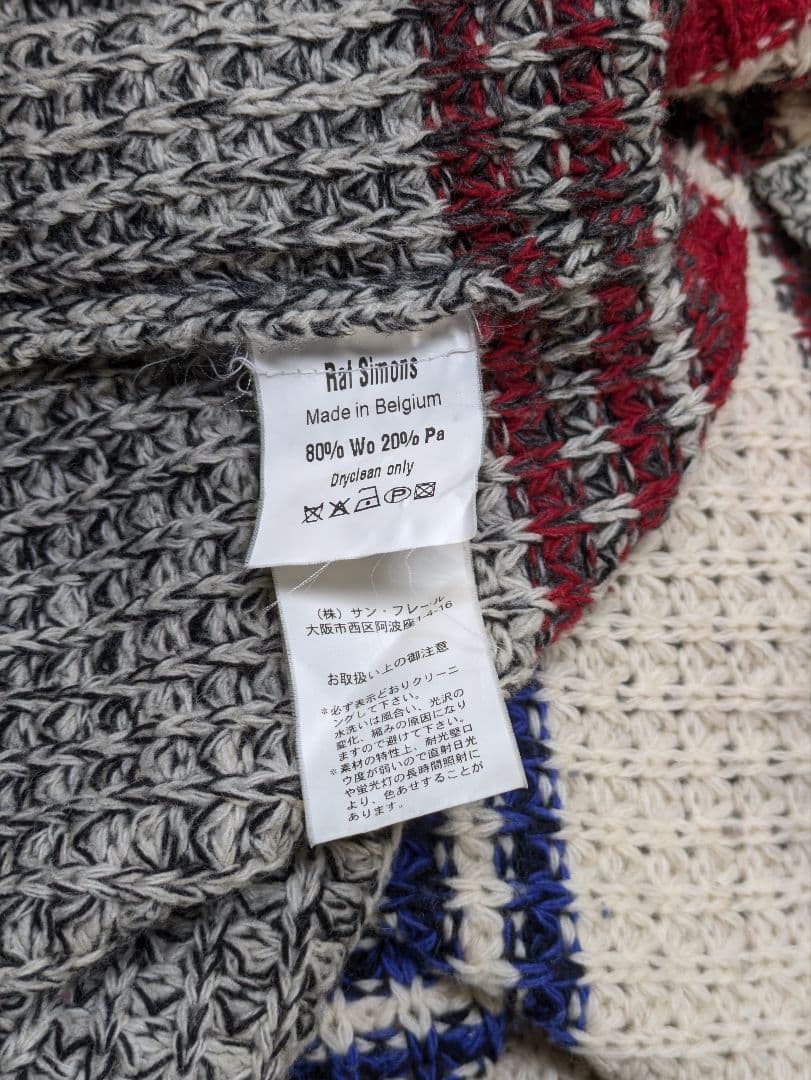 Raf Simons
Made in Belgium
80% Wo 20% Pa
Dryclean only
P
(株)サン・フレール
大阪市西区阿波座1-4-16
お取扱い上の御注意
*必ず表示どおりクリーニ
ングして下さい。
水洗いは風合い、光沢の
変化、縮みの原因になり
ますので避けて下さい。
*素材の特性上、耐光堅ロ
ウ度が弱いので直射日光
や蛍光灯の長時間照射に
より、色あせすることが
あります。